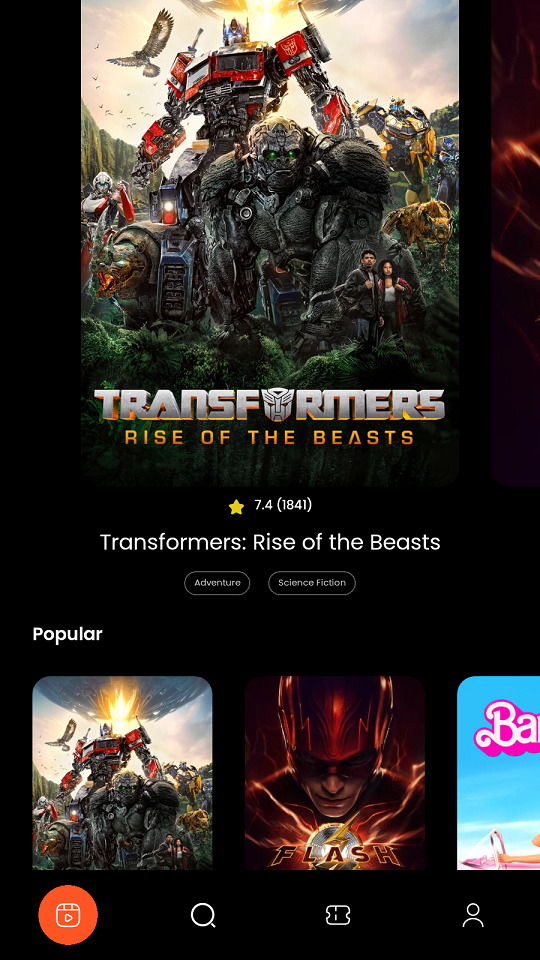 TRANSFORMERS
RISE OF THE BEASTS
7.4 (1841)
Transformers: Rise of the Beasts
Adventure
Science Fiction
Popular
FLASH
Bar